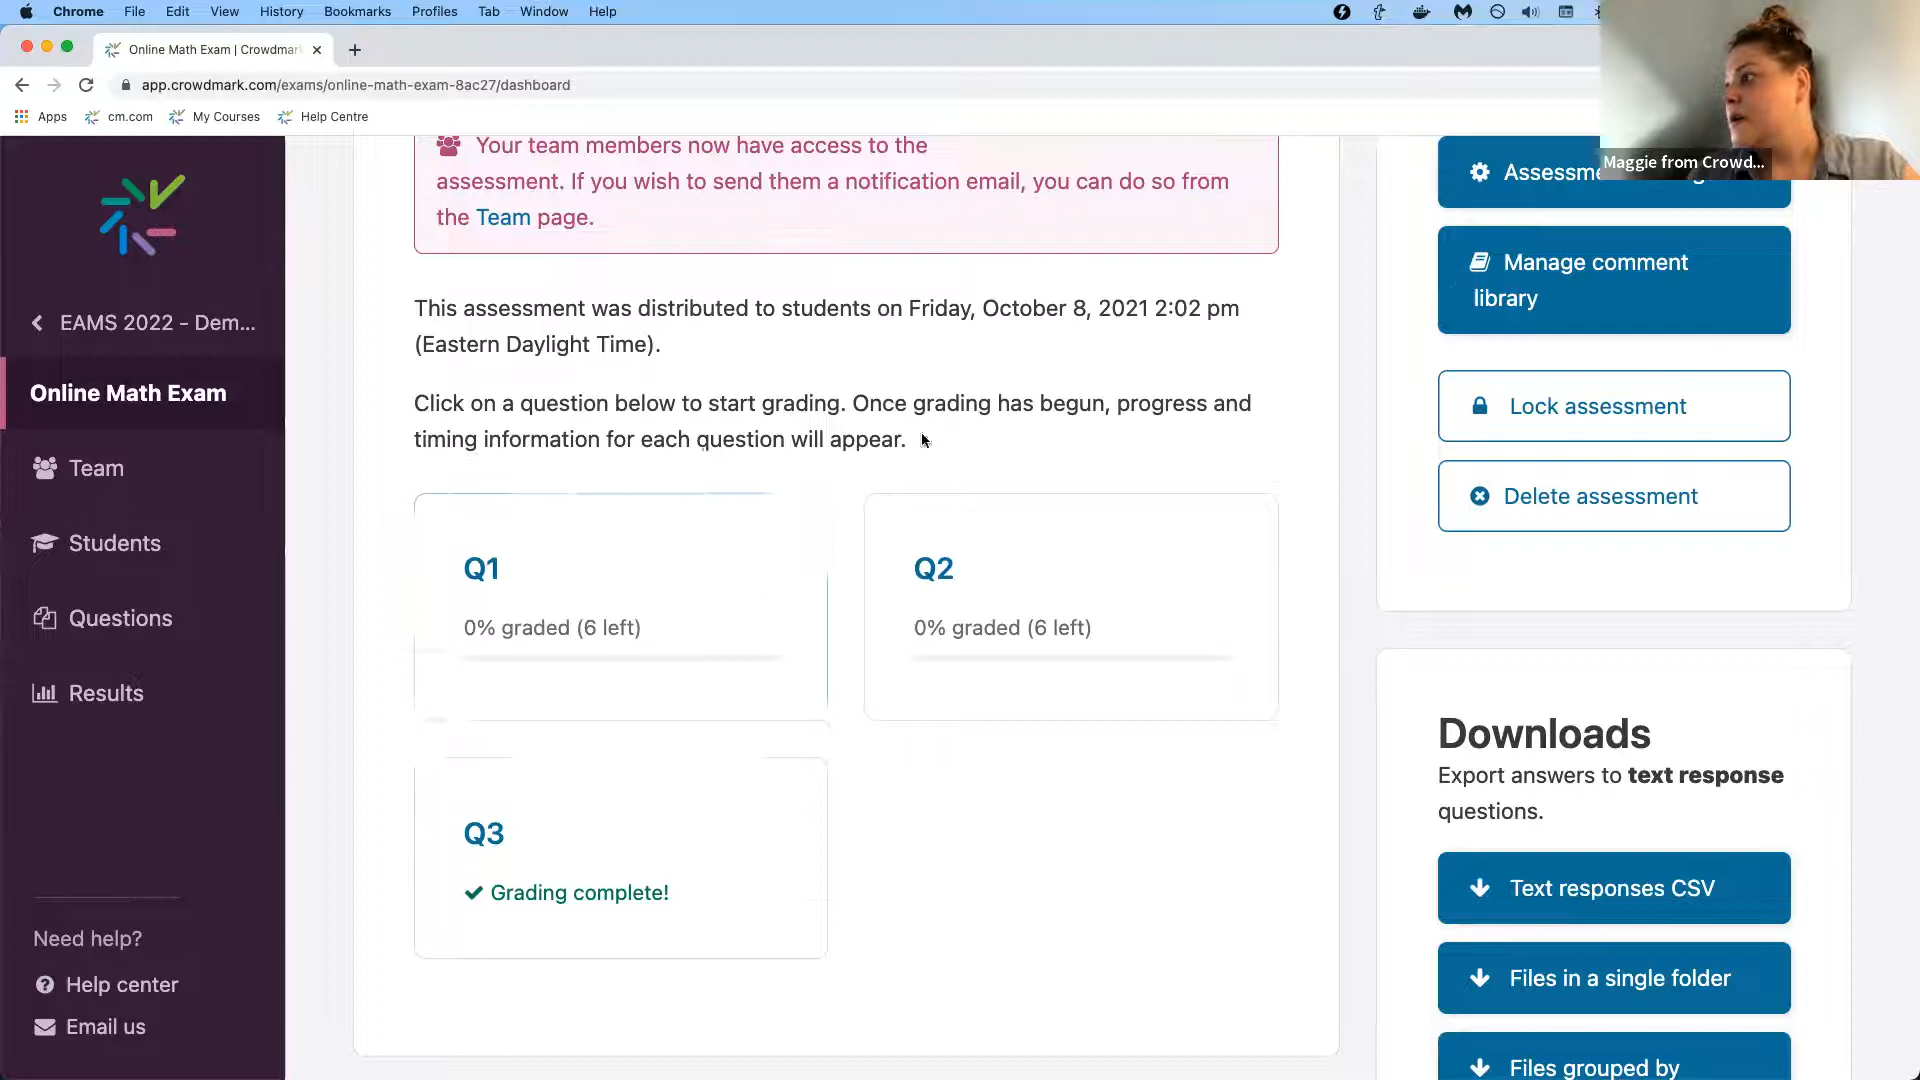 Chrome File Edit View History Bookmarks Profiles Tab Window Help
Online Math Exam | Crowdmar
app.crowdmark.com/exams/online-math-exam-8ac27/dashboard
Apps cm.com My Courses Help Centre
Maggie from Crowd...
EAMS 2022 - Dem...
Online Math Exam
Team
Students
Questions
Results
Need help?
Help center
Email us
Your team members now have access to the
assessment. If you wish to send them a notification email, you can do so from
the Team page.
This assessment was distributed to students on Friday, October 8, 2021 2:02 pm
(Eastern Daylight Time).
Click on a question below to start grading. Once grading has begun, progress and
timing information for each question will appear.
Q1
0% graded (6 left)
Q2
0% graded (6 left)
Q3
Grading complete!
Manage comment
library
Lock assessment
Delete assessment
Downloads
Export answers to text response
questions.
Text responses CSV
Files in a single folder
Files grouped by